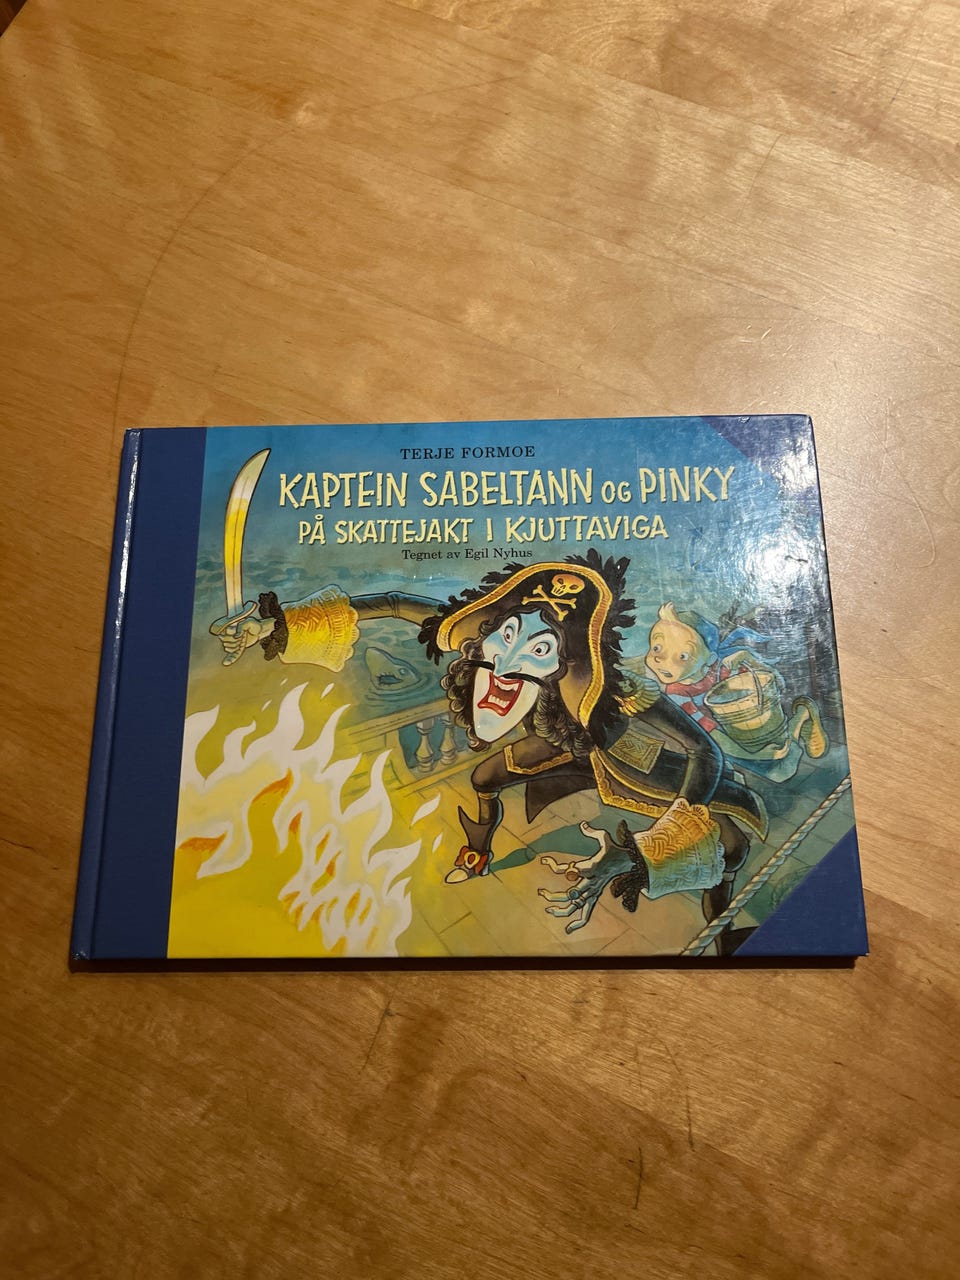 TERJE FORMOE
KAPTEIN SABELTANN OG PINKY
PÅ SKATTEJAKT I KJUTTAVIGA
Tegnet av Egil Nyhus